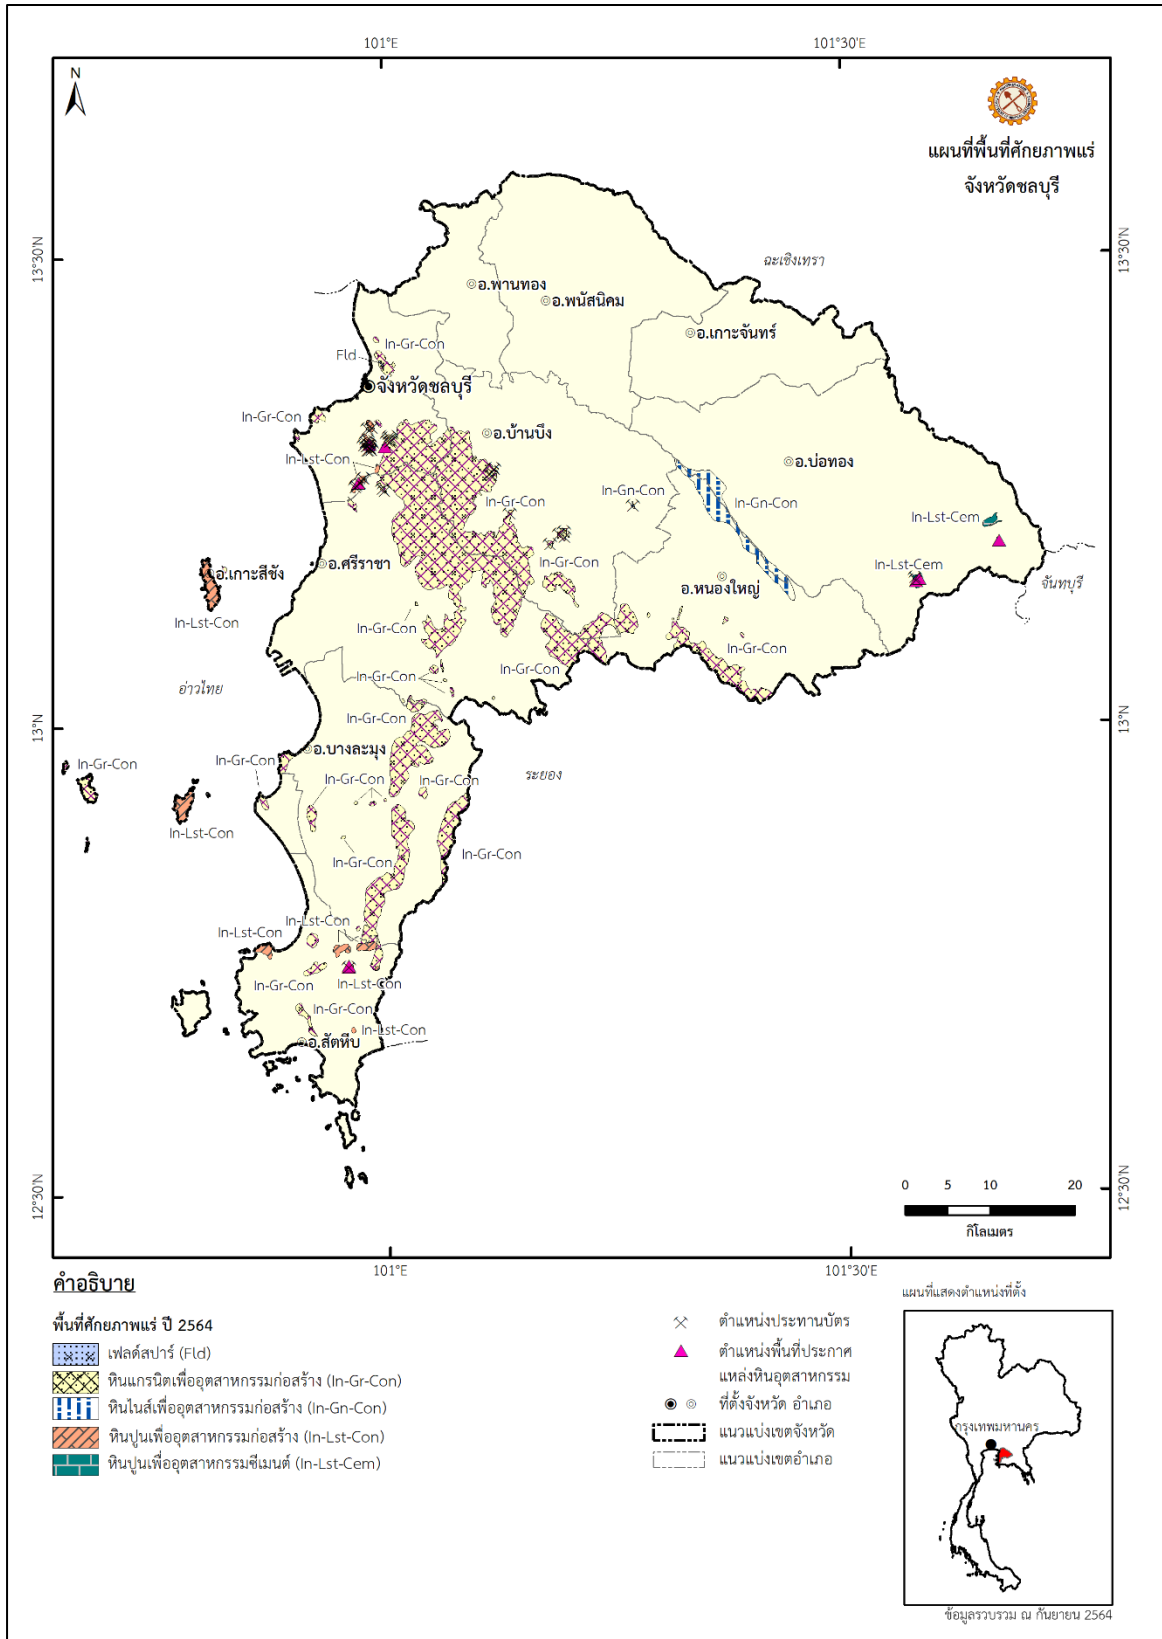 101°E
101°30'E
N
แผนที่พื้นที่ศักยภาพแร่
จังหวัดชลบุรี
13°30'N
13°30'N
ฉะเชิงเทรา
อ.พานทอง
อ.พนัสนิคม
อ.เกาะจันทร์
In-Gr-Con
Fld
จังหวัดชลบุรี
In-Gr-Con
อ.บ้านบึง
In-Lst-Con
อ.บ่อทอง
In-Gn-Con
In-Gr-Con
In-Gn-Con
In-Lst-Cem
อ.ศรีราชา
In-Gr-Con
In-Lst-Cem
อ.เกาะสีชัง
อ.หนองใหญ่
จันทบุรี
In-Lst-Con
In-Gr-Con
In-Gr-Con
In-Gr-Con
In-Gr-Con
อ่าวไทย
In-Gr-Con
13°N
13°N
อ.บางละมุง
In-Gr-Con
In-Gr-Con
In-Gr-Con
In-Gr-Con
ระยอง
In-Lst-Con
In-Gr-Con
In-Gr-Con
In-Lst-Con
In-Lst-Con
In-Gr-Con
In-Lst-Con
In-Gr-Con
In-Lst-Con
อ.สัตหีบ
12°30'N
12°30'N
0 5 10 20
กิโลเมตร
101°E
101°30'E
คำอธิบาย
พื้นที่ศักยภาพแร่ ปี 2564
เฟลด์สปาร์ (Fld)
หินแกรนิตเพื่ออุตสาหกรรมก่อสร้าง (In-Gr-Con)
หินไนส์เพื่ออุตสาหกรรมก่อสร้าง (In-Gn-Con)
หินปูนเพื่ออุตสาหกรรมก่อสร้าง (In-Lst-Con)
หินปูนเพื่ออุตสาหกรรมซีเมนต์ (In-Lst-Cem)
ตำแหน่งประทานบัตร
ตำแหน่งพื้นที่ประกาศ
แหล่งหินอุตสาหกรรม
ที่ตั้งจังหวัด อำเภอ
แนวแบ่งเขตจังหวัด
แนวแบ่งเขตอำเภอ
แผนที่แสดงตำแหน่งที่ตั้ง
กรุงเทพมหานคร
ข้อมูลรวบรวม ณ กันยายน 2564